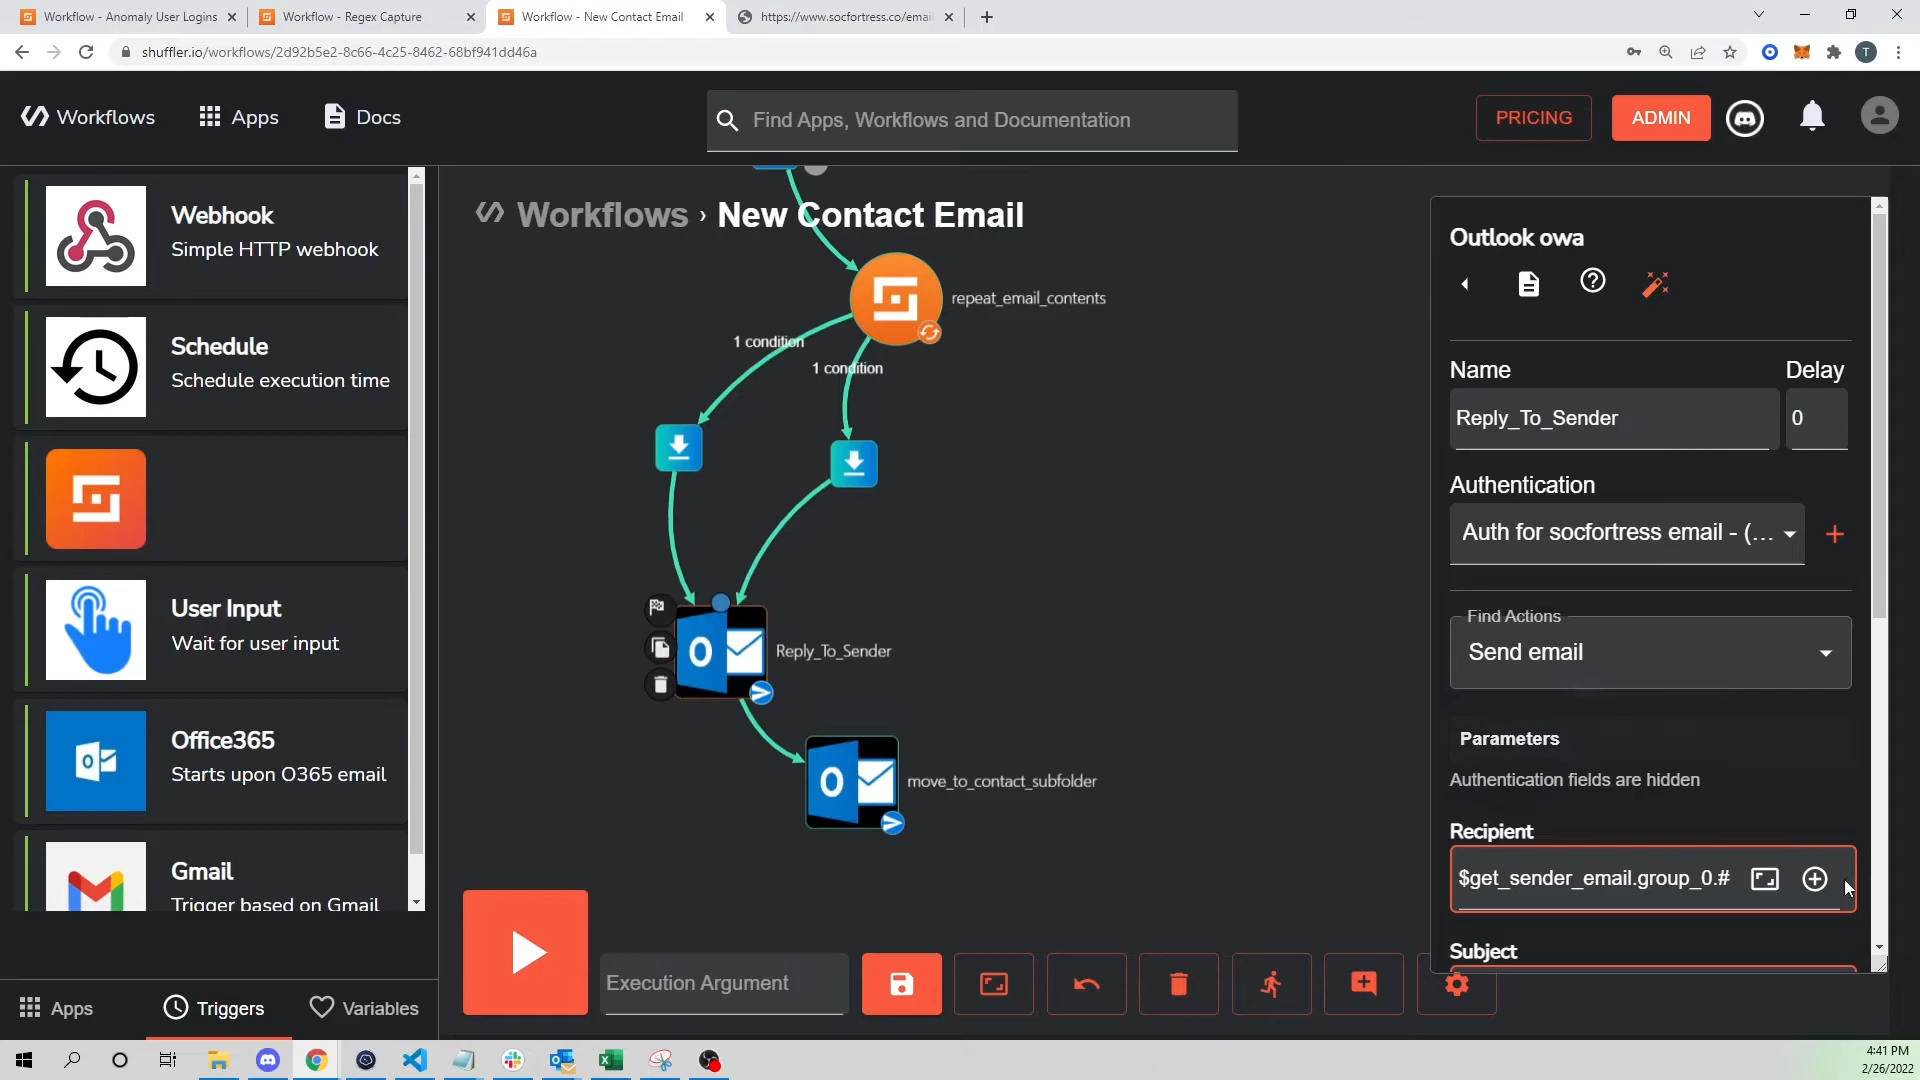 Workflow - Anomaly User Logins
Workflow - Regex Capture
Workflow - New Contact Email
https://www.socfortress.co/emai
shuffler.io/workflows/2d92b5e2-8c66-4c25-8462-68bf941dd46a
T
Workflows
Apps
Docs
Find Apps, Workflows and Documentation
PRICING
ADMIN
Webhook
Simple HTTP webhook
Schedule
Schedule execution time
User Input
Wait for user input
Office365
Starts upon O365 email
Gmail
Trigger based on Gmail
Apps
Triggers
Variables
Workflows › New Contact Email
repeat_email_contents
1 condition
1 condition
Reply_To_Sender
move_to_contact_subfolder
Execution Argument
Outlook owa
Name
Delay
Reply_To_Sender
0
Authentication
Auth for socfortress email - (...
Find Actions
Send email
Parameters
Authentication fields are hidden
Recipient
$get_sender_email.group_0.#
Subject
4:41 PM
2/26/2022